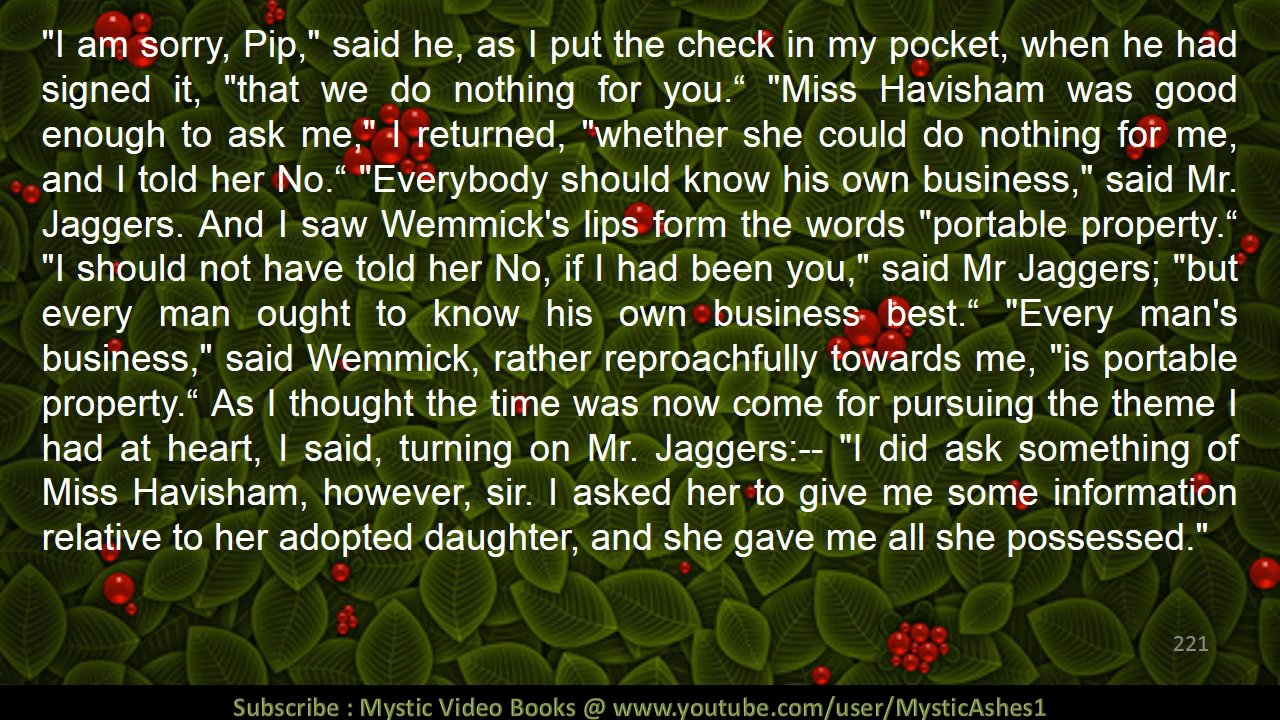 "I am sorry, Pip," said he, as I put the check in my pocket, when he had
signed it, "that we do nothing for you.“ "Miss Havisham was good
enough to ask me," I returned, "whether she could do nothing for me,
and I told her No.“ "Everybody should know his own business," said Mr.
Jaggers. And I saw Wemmick's lips form the words "portable property.“
"I should not have told her No, if I had been you," said Mr Jaggers; "but
every man ought to know his own business best.“ "Every man's
business," said Wemmick, rather reproachfully towards me, "is portable
property.“ As I thought the time was now come for pursuing the theme I
had at heart, I said, turning on Mr. Jaggers:-- "I did ask something of
Miss Havisham, however, sir. I asked her to give me some information
relative to her adopted daughter, and she gave me all she possessed."
221
Subscribe : Mystic Video Books @ www.youtube.com/user/MysticAshes1